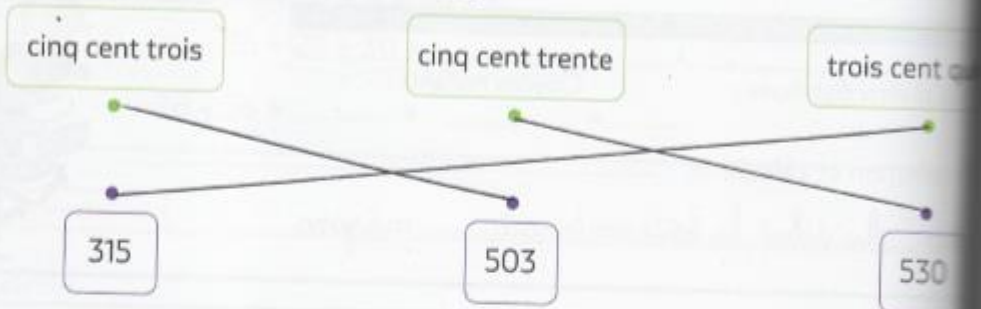 cinq cent trois
cinq cent trente
trois cent
315
503
530